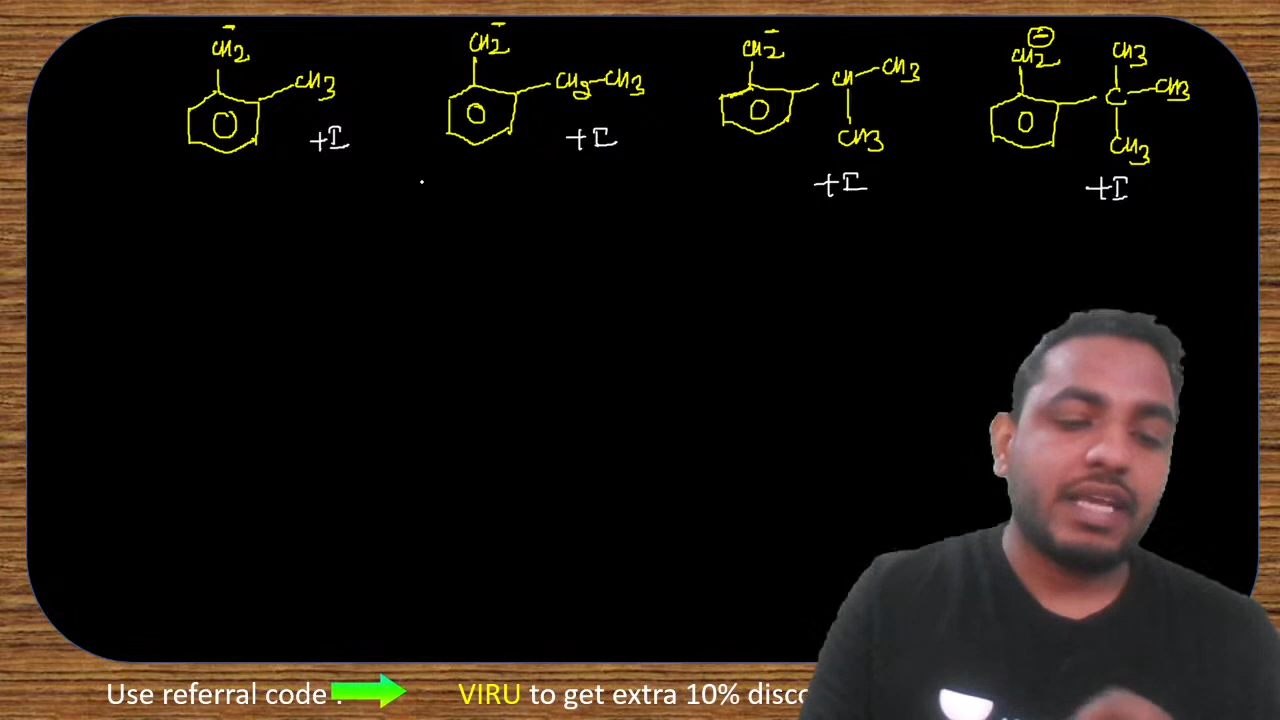 CH2⁻ CH3 +I
CH2⁻ CH2-CH3 +I
CH2⁻ CH-CH3 CH3 +I
CH2⊖ CH3 C-CH3 CH3 +I
Use referral code : VIRU to get extra 10%